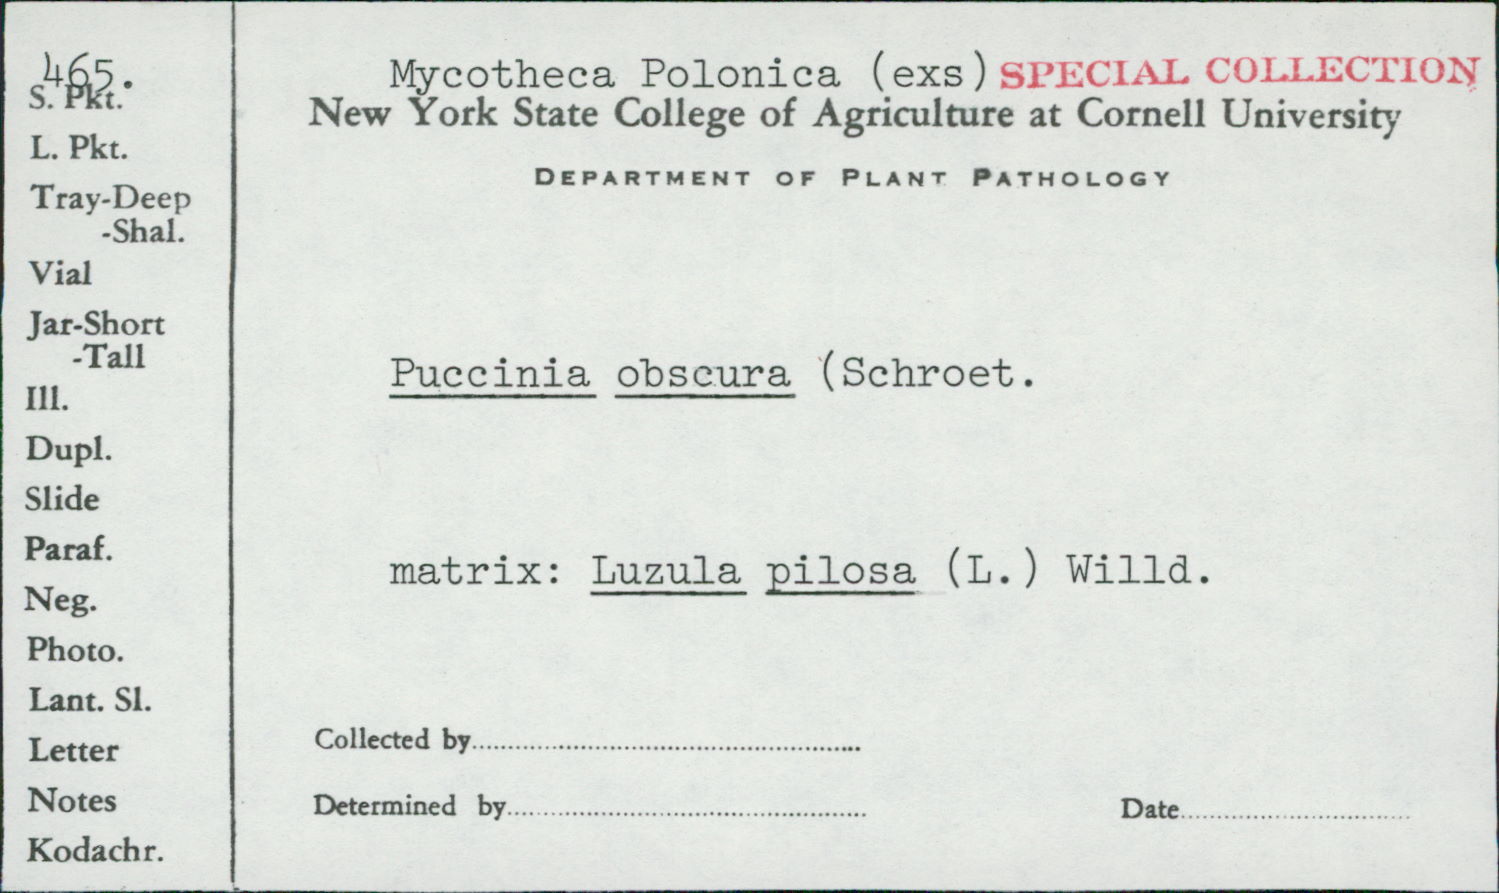 465.
S. Pkt.
L. Pkt.
Tray-Deep
-Shal.
Vial
Jar-Short
-Tall
Ill.
Dupl.
Slide
Paraf.
Neg.
Photo.
Lant. Sl.
Letter
Notes
Kodachr.
Mycotheca Polonica (exs) SPECIAL COLLECTION
New York State College of Agriculture at Cornell University
DEPARTMENT OF PLANT PATHOLOGY
Puccinia obscura (Schroet.
matrix: Luzula pilosa (L.) Willd.
Collected by
Determined by
Date